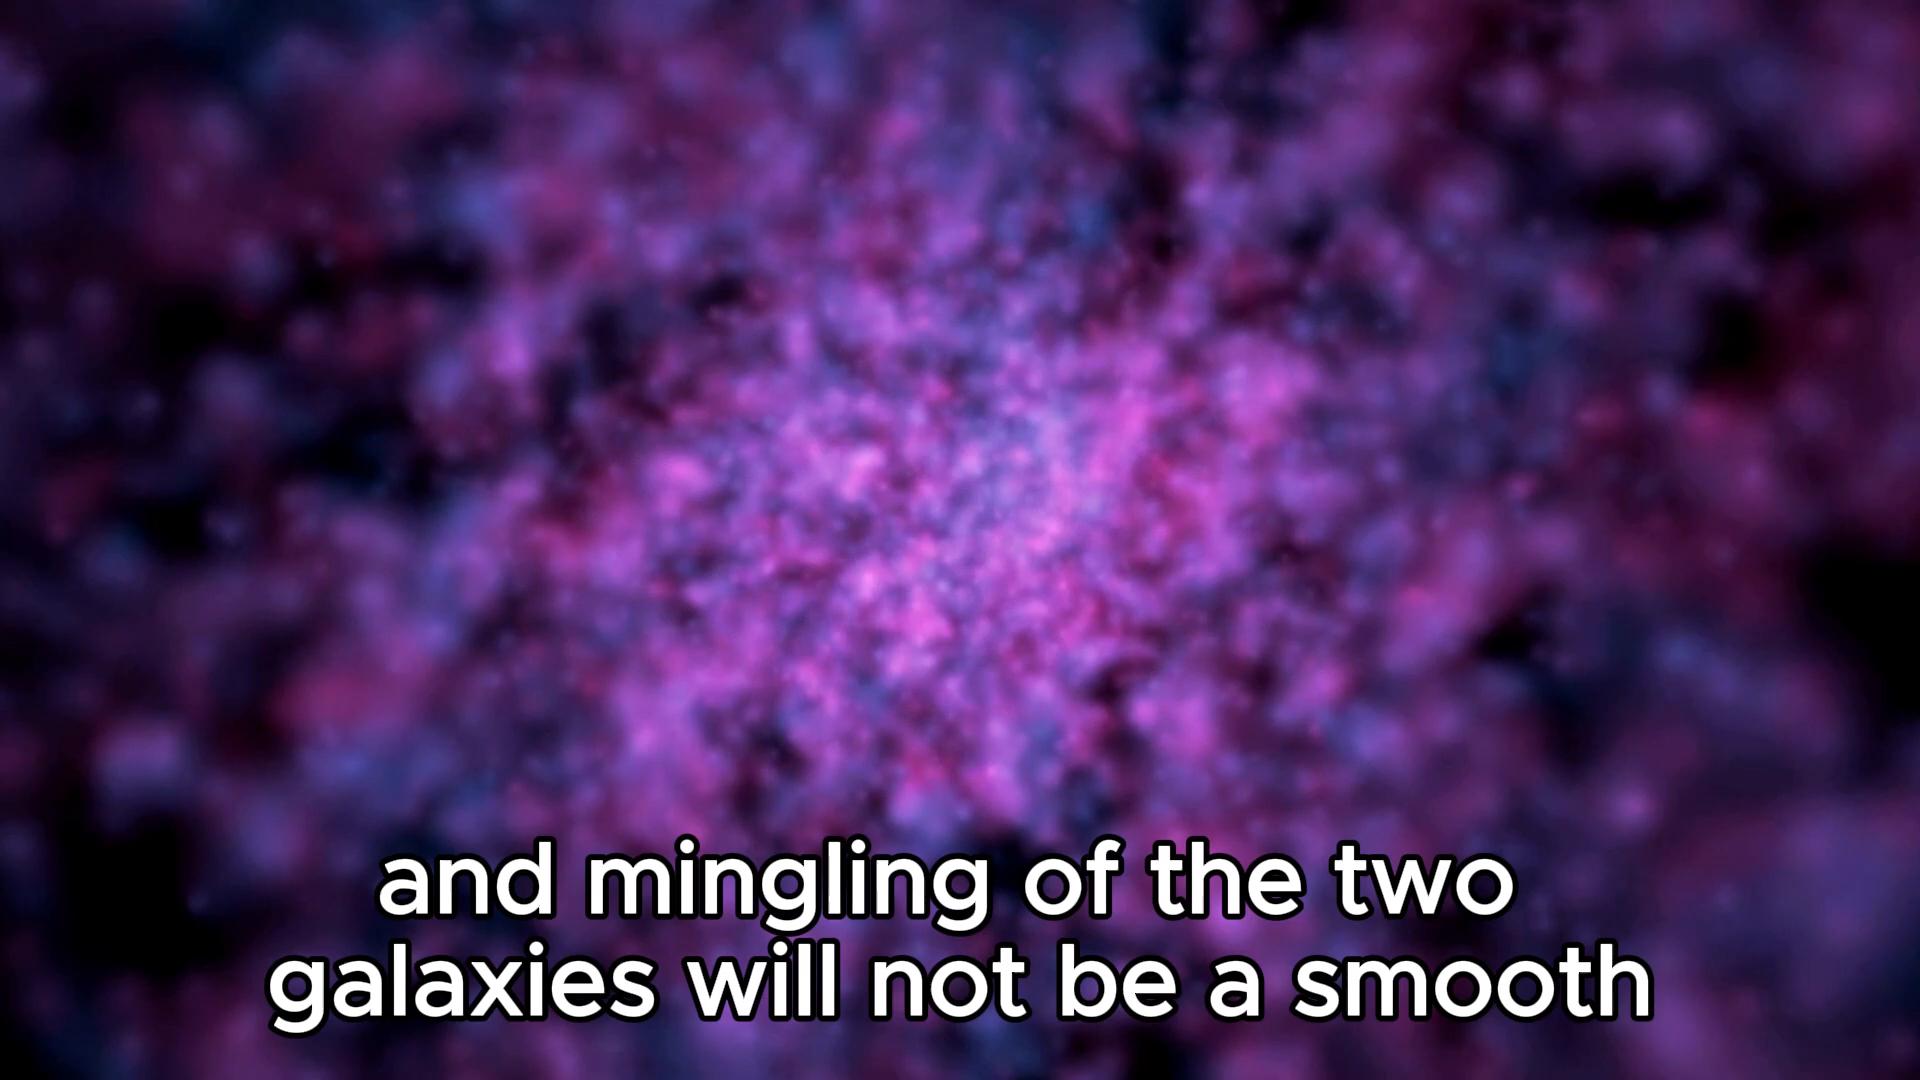 and mingling of the two
galaxies will not be a smooth